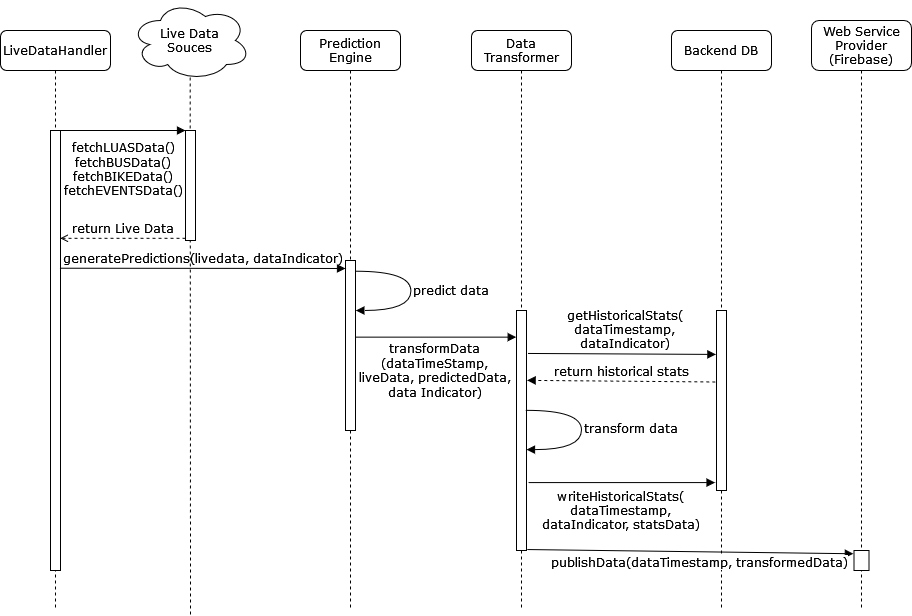 LiveDataHandler
Live Data
Souces
Prediction
Engine
Data
Transformer
Backend DB
Web Service
Provider
(Firebase)
fetchLUASData()
fetchBUSData()
fetchBIKEData()
fetchEVENTSData()
return Live Data
generatePredictions(livedata, dataIndicator)
predict data
transformData
(dataTimeStamp,
liveData, predictedData,
data Indicator)
getHistoricalStats(
dataTimestamp,
dataIndicator)
return historical stats
transform data
writeHistoricalStats(
dataTimestamp,
dataIndicator, statsData)
publishData(dataTimestamp, transformedData)